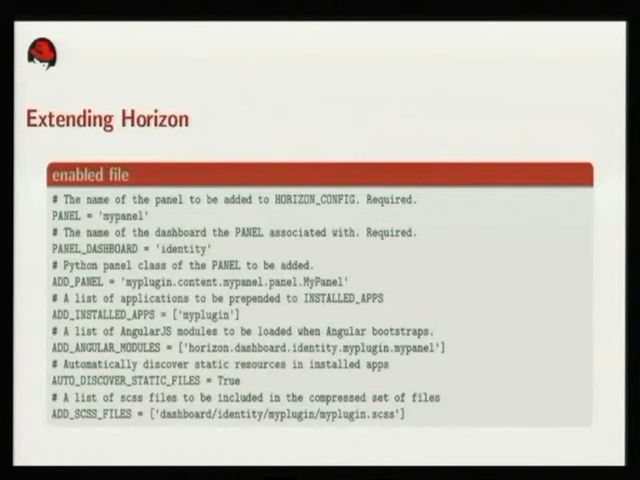 Extending Horizon
enabled file
# The name of the panel to be added to HORIZON_CONFIG. Required.
PANEL = 'mypanel'
# The name of the dashboard the PANEL associated with. Required.
PANEL_DASHBOARD = 'identity'
# Python panel class of the PANEL to be added.
ADD_PANEL = 'myplugin.content.mypanel.panel.MyPanel'
# A list of applications to be prepended to INSTALLED_APPS
ADD_INSTALLED_APPS = ['myplugin']
# A list of AngularJS modules to be loaded when Angular bootstraps.
ADD_ANGULAR_MODULES = ['horizon.dashboard.identity.myplugin.mypanel']
# Automatically discover static resources in installed apps
AUTO_DISCOVER_STATIC_FILES = True
# A list of scss files to be included in the compressed set of files
ADD_SCSS_FILES = ['dashboard/identity/myplugin/myplugin.scss']